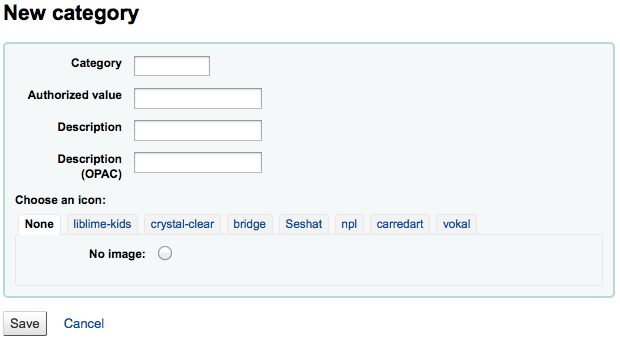 New category
Category
Authorized value
Description
Description
(OPAC)
Choose an icon:
None liblime-kids crystal-clear bridge Seshat npl carredart vokal
No image:
Save Cancel